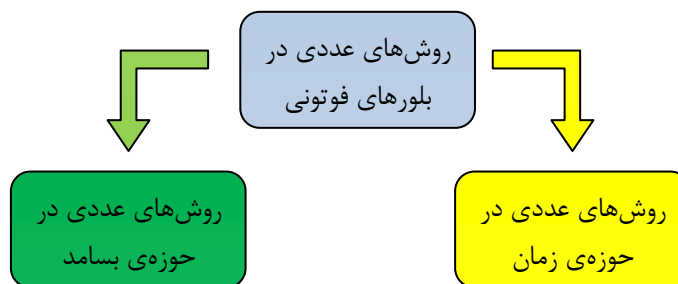 روش‌های عددی در
بلورهای فوتونی
روش‌های عددی در
حوزه‌ی زمان
روش‌های عددی در
حوزه‌ی بسامد